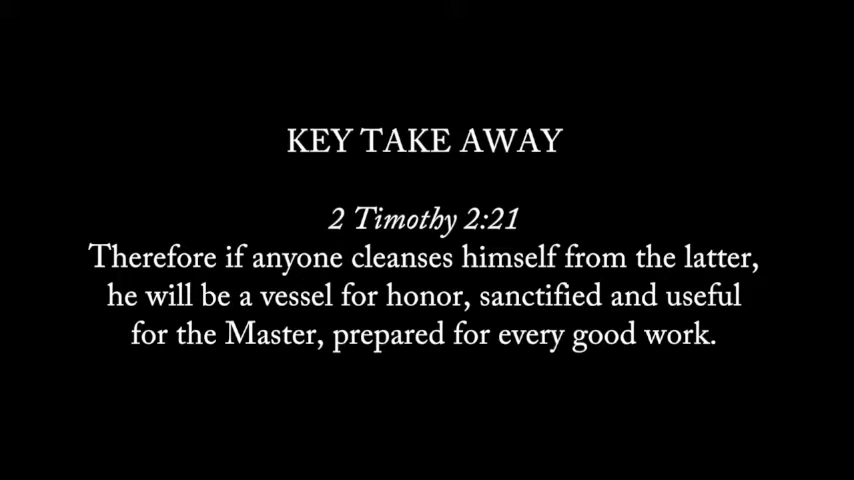 KEY TAKE AWAY
2 Timothy 2:21
Therefore if anyone cleanses himself from the latter,
he will be a vessel for honor, sanctified and useful
for the Master, prepared for every good work.